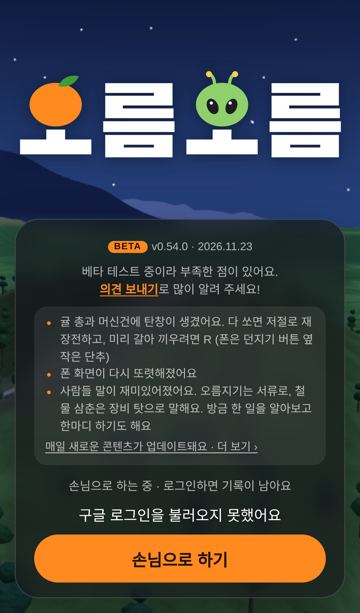 오름오름
BETA v0.54.0 · 2026.11.23
베타 테스트 중이라 부족한 점이 있어요.
의견 보내기로 많이 알려 주세요!
• 귤 총과 머신건에 탄창이 생겼어요. 다 쏘면 저절로 재
장전하고, 미리 갈아 끼우려면 R (폰은 던지기 버튼 옆
작은 단추)
• 폰 화면이 다시 또렷해졌어요
• 사람들 말이 재미있어졌어요. 오름지기는 서류로, 철
물 삼춘은 장비 탓으로 말해요. 방금 한 일을 알아보고
한마디 하기도 해요
매일 새로운 콘텐츠가 업데이트돼요 · 더 보기 ›
손님으로 하는 중 · 로그인하면 기록이 남아요
구글 로그인을 불러오지 못했어요
손님으로 하기